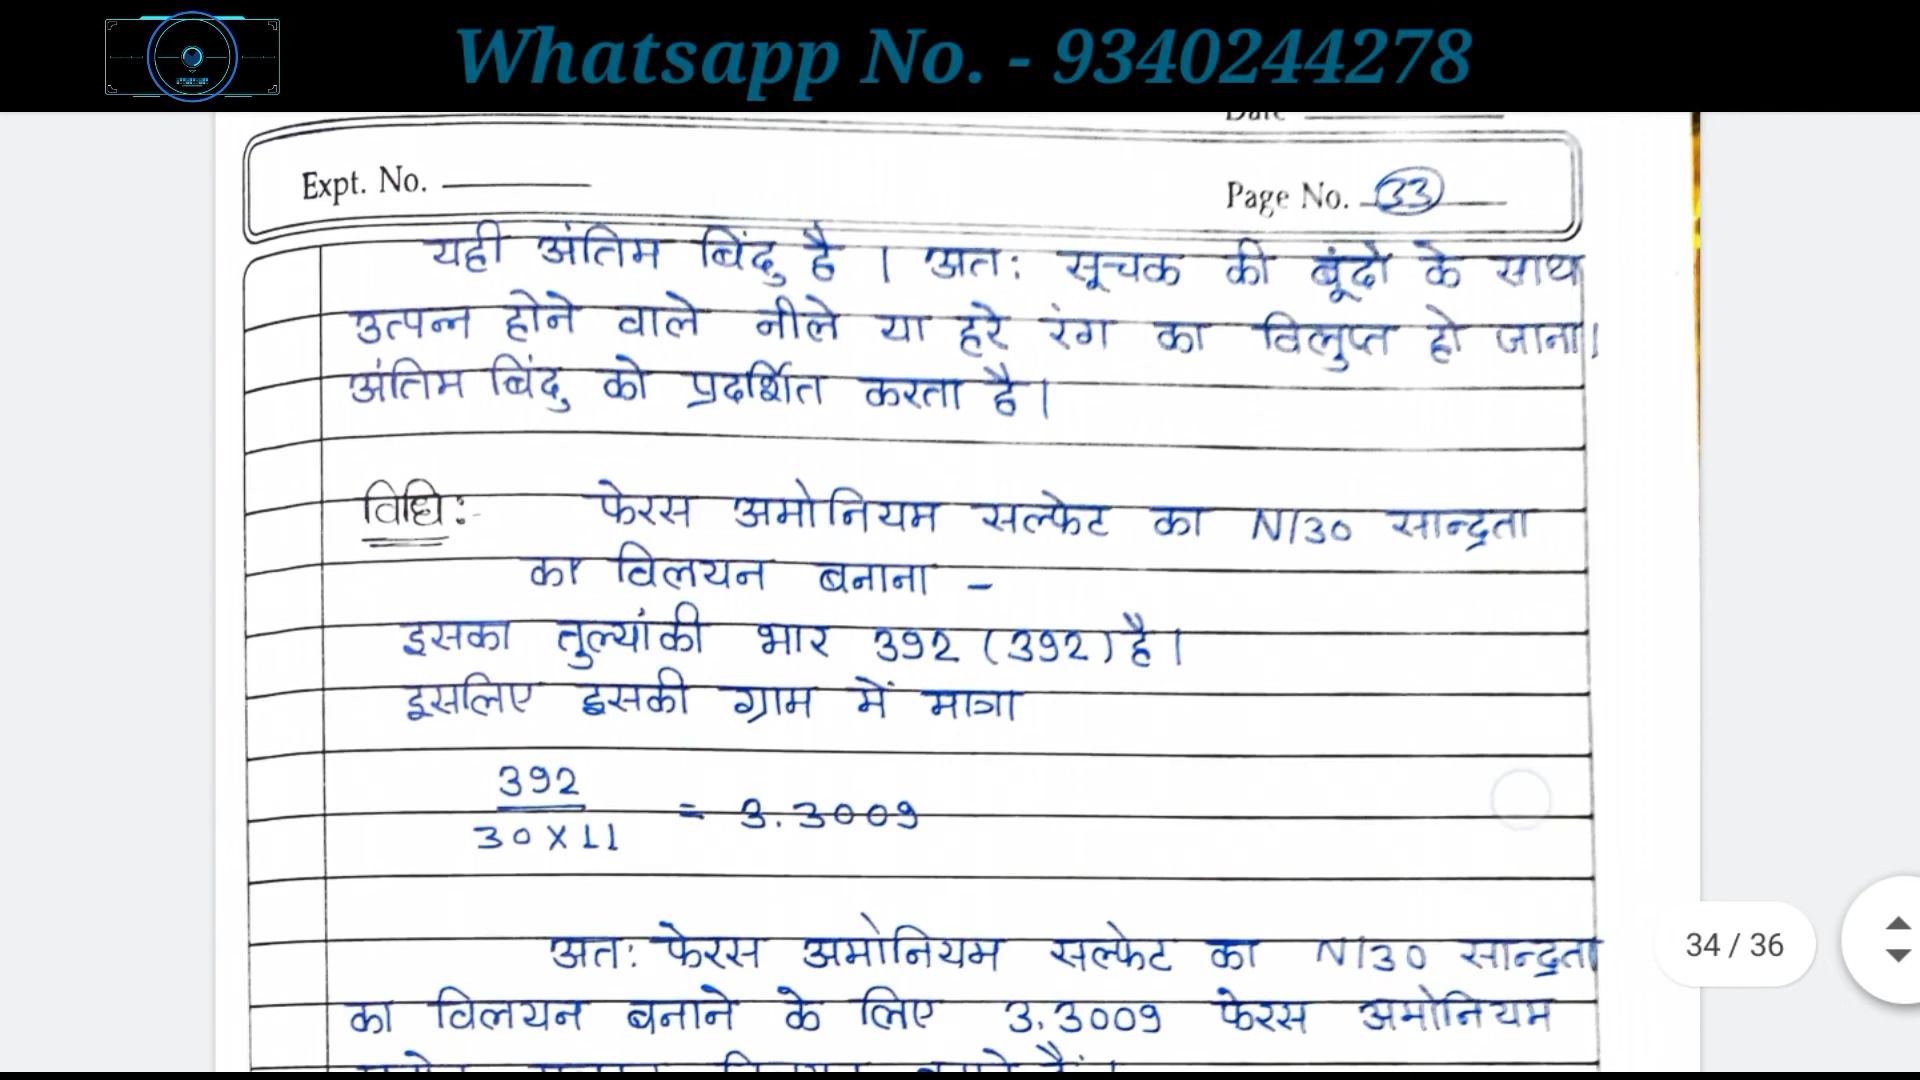 Whatsapp No. - 9340244278
Date
Expt. No.
Page No. 33
यही अंतिम बिंदु है । अतः सूचक की बूंदो के साथ
उत्पन्न होने वाले नीले या हरे रंग का विलुप्त हो जाना।
अंतिम बिंदु को प्रदर्शित करता है।
विधि:- फेरस अमोनियम सल्फेट का N/30 सान्द्रता
का विलयन बनाना -
इसका तुल्यांकी भार 392 (392) है।
इसलिए इसकी ग्राम में मात्रा
392
30 X 11
= 3.3009
अतः फेरस अमोनियम सल्फेट का N/30 सान्द्रता
का विलयन बनाने के लिए 3.3009 फेरस अमोनियम
34 / 36